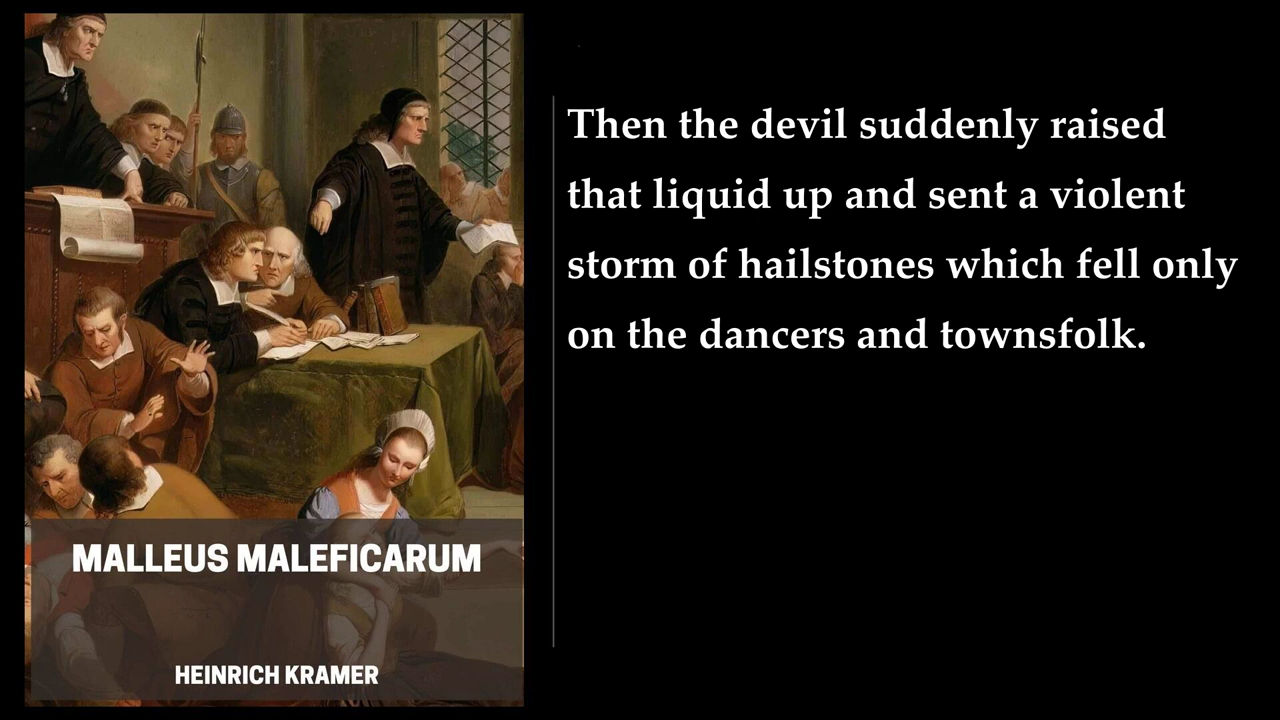 Then the devil suddenly raised
that liquid up and sent a violent
storm of hailstones which fell only
on the dancers and townsfolk.
MALLEUS MALEFICARUM
HEINRICH KRAMER